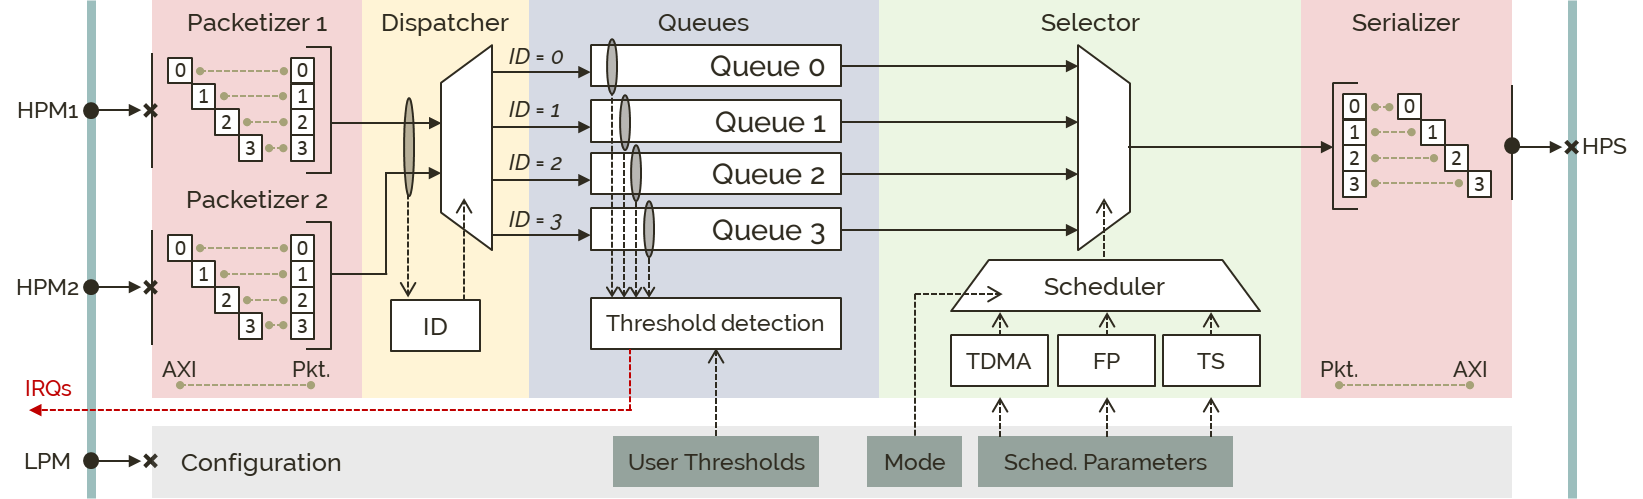 Packetizer 1
Dispatcher
Queues
Selector
Serializer
HPM1
0 0
1 1
2 2
3 3
Packetizer 2
HPM2
0 0
1 1
2 2
3 3
AXI Pkt.
ID = 0
ID = 1
ID = 2
ID = 3
ID
Queue 0
Queue 1
Queue 2
Queue 3
Threshold detection
Scheduler
TDMA FP TS
0 0
1 1
2 2
3 3
Pkt. AXI
HPS
IRQs
LPM
Configuration
User Thresholds
Mode
Sched. Parameters